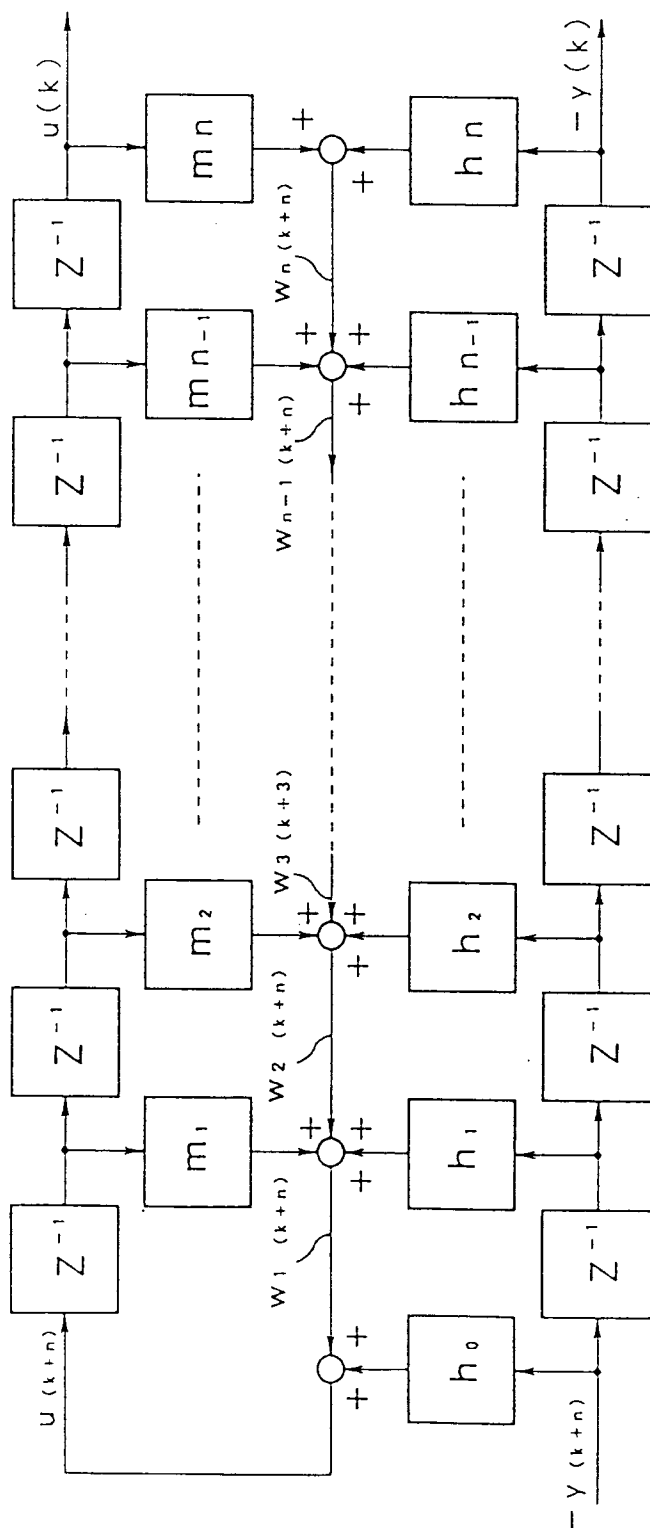 u(k+n)
Z⁻¹
Z⁻¹
Z⁻¹
Z⁻¹
Z⁻¹
u(k)
m₁
m₂
mn-1
mn
+
+
+
+
W₁(k+n)
W₂(k+n)
W₃(k+3)
Wn-1(k+n)
Wn(k+n)
+
+
+
+
+
+
+
+
+
h₀
h₁
h₂
hn-1
hn
-y(k+n)
Z⁻¹
Z⁻¹
Z⁻¹
Z⁻¹
Z⁻¹
-y(k)